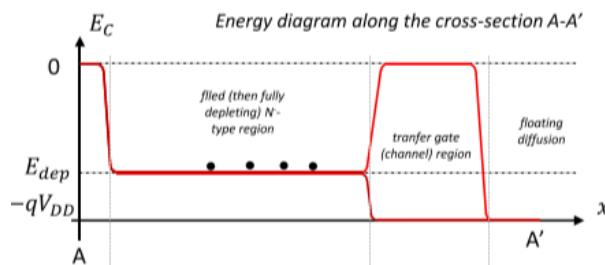 Energy diagram along the cross-section A-A’
E_C
0
flled (then fully
depleting) N⁻-
type region
floating
diffusion
tranfer gate
(channel) region
E_dep
−qV_DD
x
A
A’